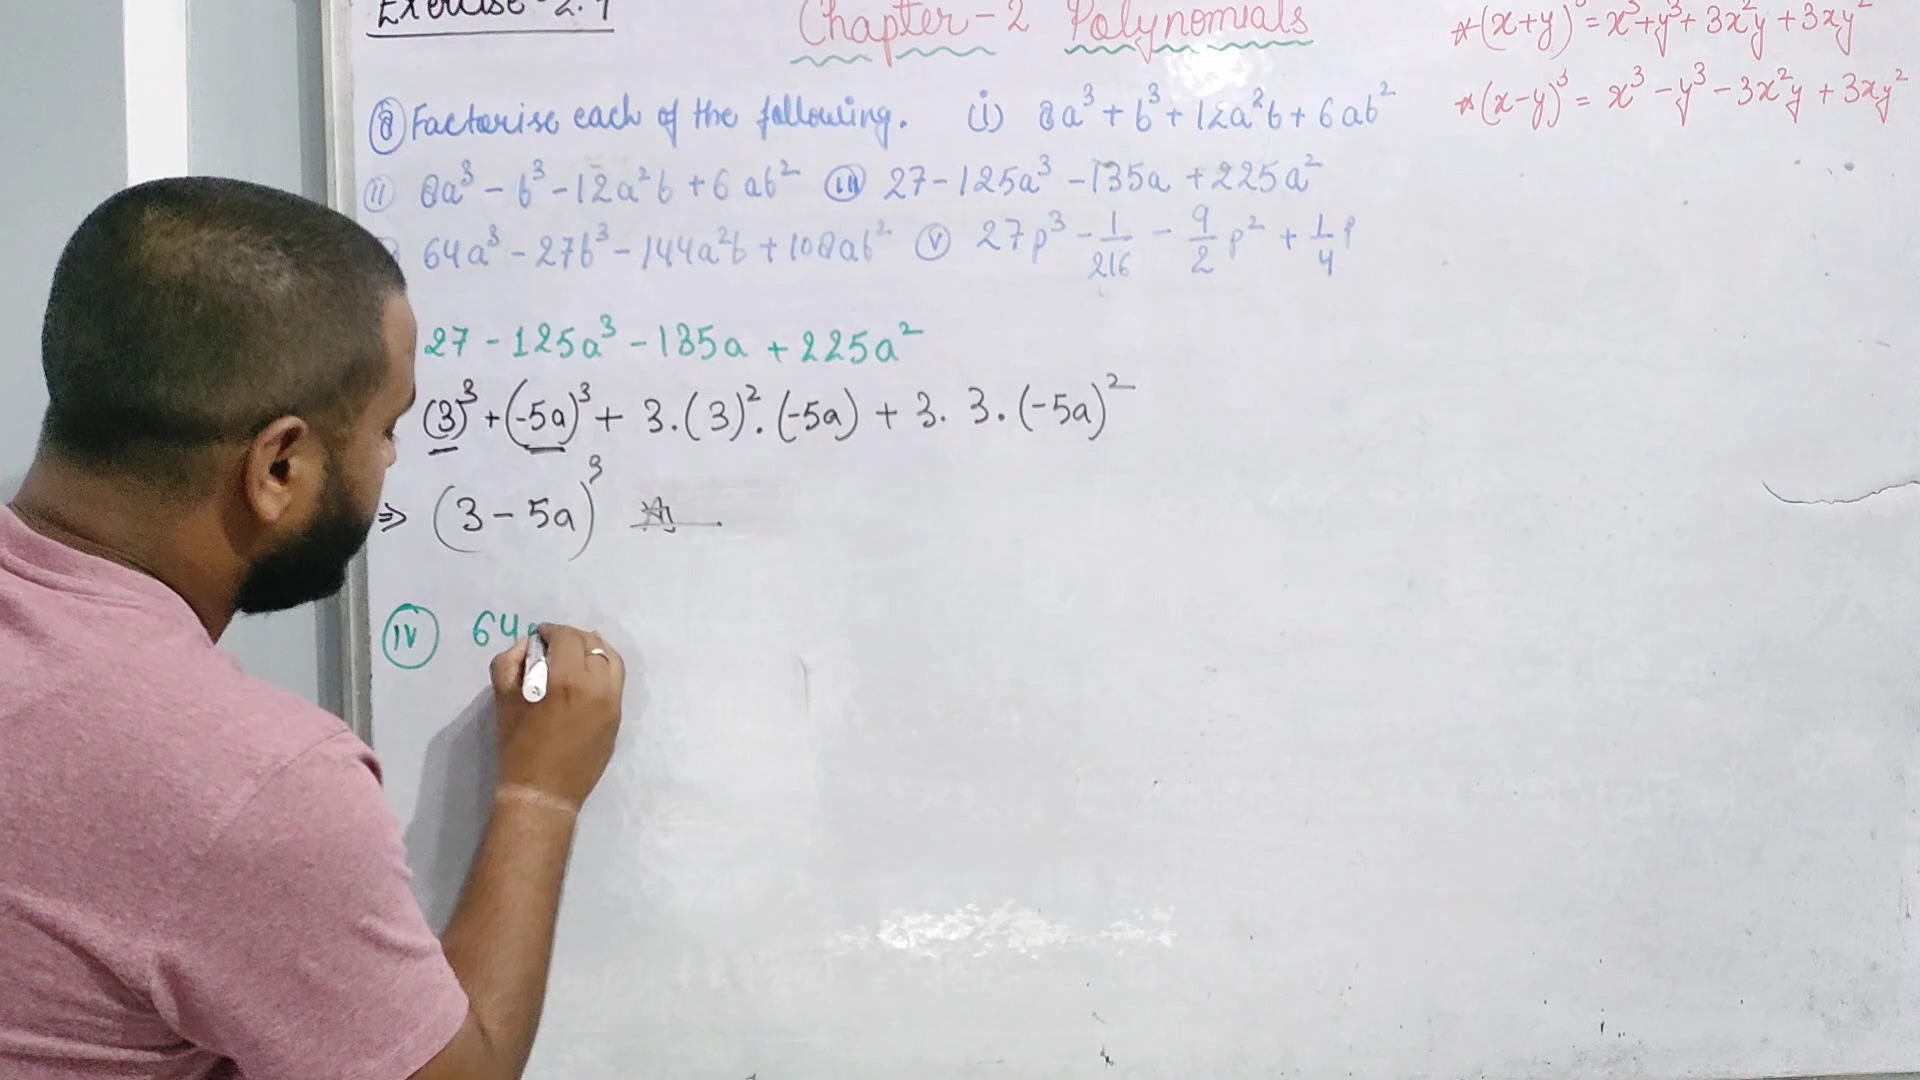 Exercise - 2.4
Chapter - 2 Polynomials
*(x+y)³ = x³+y³+ 3x²y + 3xy²
*(x-y)³ = x³ - y³ - 3x²y + 3xy²
⑧ Factorise each of the following. (i) 8a³ + b³ + 12a²b + 6ab²
(ii) 8a³ - b³ - 12a²b + 6ab² (iii) 27 - 125a³ - 135a + 225a²
64a³ - 27b³ - 144a²b + 108ab² (v) 27p³ - 1/216 - 9/2 p² + 1/4 p
27 - 125a³ - 135a + 225a²
(3)³ + (-5a)³ + 3.(3)².(-5a) + 3. 3.(-5a)²
⇒ (3 - 5a)³
(iv) 64a